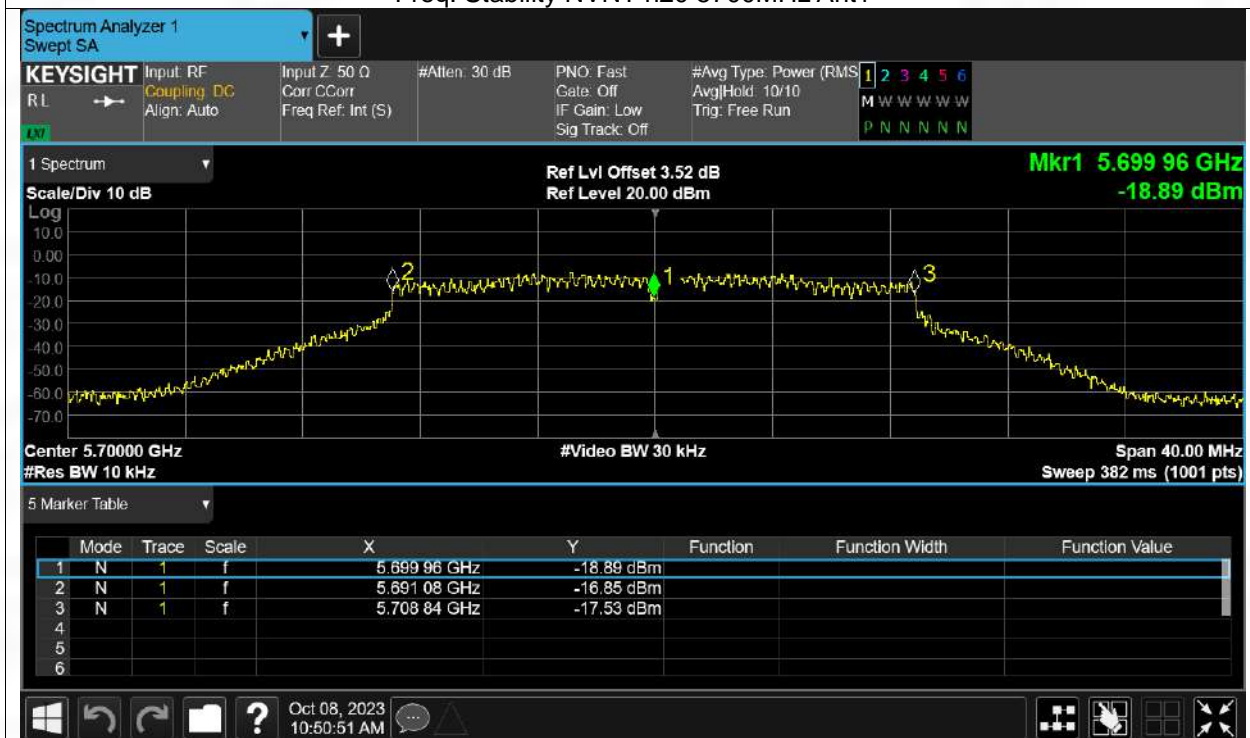 Spectrum Analyzer 1
Swept SA
+
KEYSIGHT Input: RF Input Z: 50 Ω #Atten: 30 dB PNO: Fast #Avg Type: Power (RMS 1 2 3 4 5 6
RL Coupling: DC Corr CCorr Gate: Off Avg|Hold: 10/10 M W W W W W
Align: Auto Freq Ref: Int (S) IF Gain: Low Trig: Free Run
LXI Sig Track: Off P N N N N N
1 Spectrum Ref Lvl Offset 3.52 dB Mkr1 5.699 96 GHz
Scale/Div 10 dB Ref Level 20.00 dBm -18.89 dBm
Log
10.0
0.00
-10.0 2 1 3
-20.0
-30.0
-40.0
-50.0
-60.0
-70.0
Center 5.70000 GHz #Video BW 30 kHz Span 40.00 MHz
#Res BW 10 kHz Sweep 382 ms (1001 pts)
5 Marker Table
Mode Trace Scale X Y Function Function Width Function Value
1 N 1 f 5.699 96 GHz -18.89 dBm
2 N 1 f 5.691 08 GHz -16.85 dBm
3 N 1 f 5.708 84 GHz -17.53 dBm
4
5
6
? Oct 08, 2023
10:50:51 AM